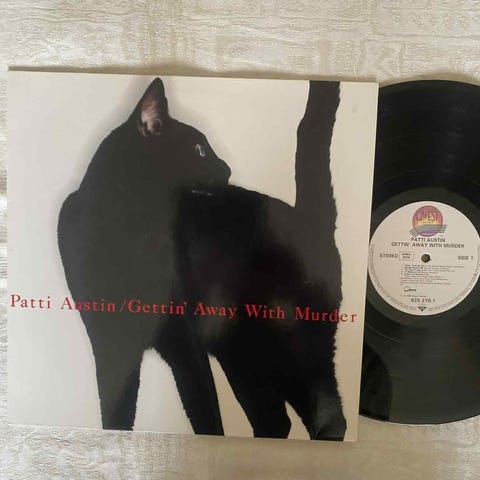 Patti Austin/Gettin' Away With Murder
QWEST
PATTI AUSTIN
GETTIN' AWAY WITH MURDER
STEREO
SIDE 1
925 276-1